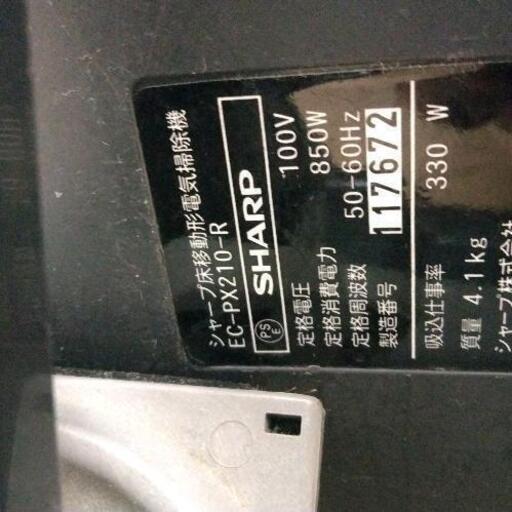 シャープ床移動形電気掃除機
EC-PX210-R
PS E SHARP
定格電圧 100V
定格消費電力 850W
定格周波数 50-60Hz
製造番号 117672
吸込仕事率 330 W
質量 4.1kg
シャープ株式会社